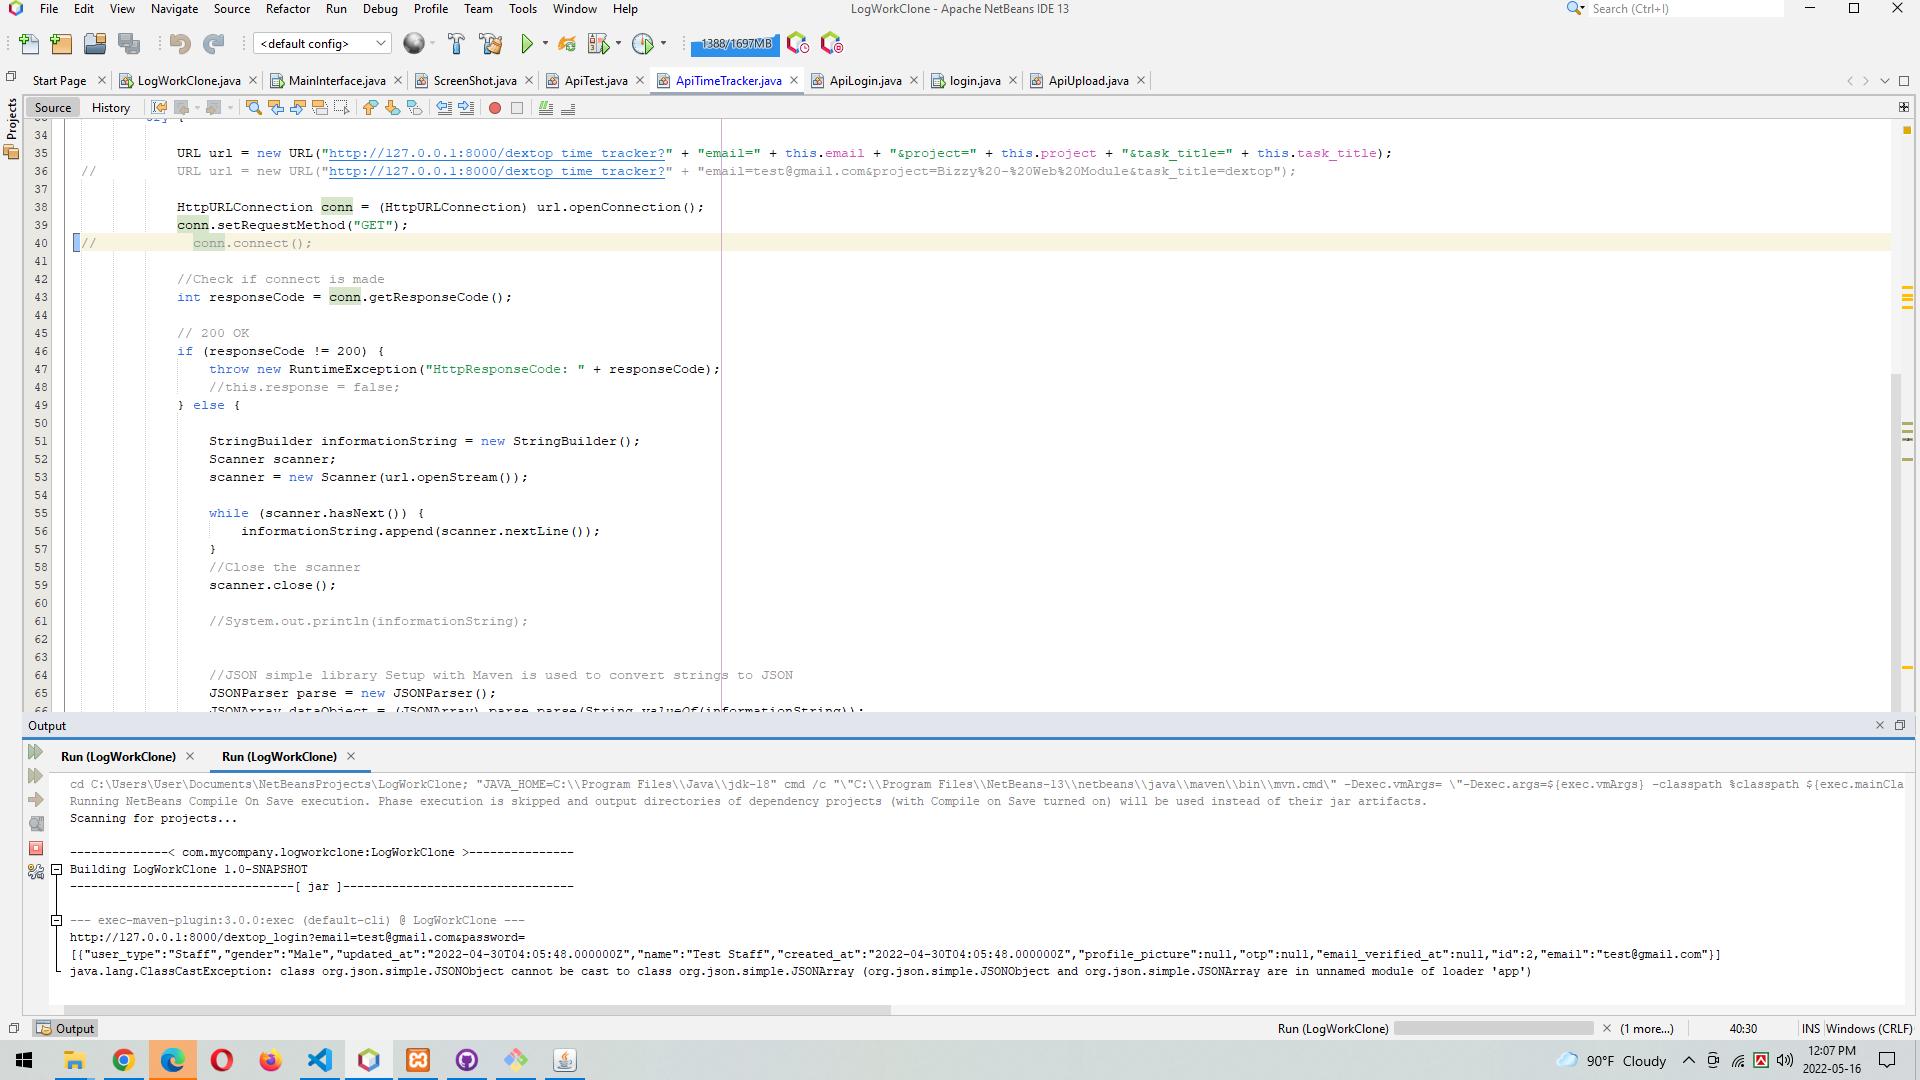 File Edit View Navigate Source Refactor Run Debug Profile Team Tools Window Help
LogWorkClone - Apache NetBeans IDE 13
Search (Ctrl+I)
<default config>
1388/1697MB
Start Page LogWorkClone.java MainInterface.java ScreenShot.java ApiTest.java ApiTimeTracker.java ApiLogin.java login.java ApiUpload.java
Projects
Source History
34
35 URL url = new URL("http://127.0.0.1:8000/dextop_time_tracker?" + "email=" + this.email + "&project=" + this.project + "&task_title=" + this.task_title);
36 // URL url = new URL("http://127.0.0.1:8000/dextop_time_tracker?" + "email=test@gmail.com&project=Bizzy%20-%20Web%20Module&task_title=dextop");
37
38 HttpURLConnection conn = (HttpURLConnection) url.openConnection();
39 conn.setRequestMethod("GET");
40 // conn.connect();
41
42 //Check if connect is made
43 int responseCode = conn.getResponseCode();
44
45 // 200 OK
46 if (responseCode != 200) {
47 throw new RuntimeException("HttpResponseCode: " + responseCode);
48 //this.response = false;
49 } else {
50
51 StringBuilder informationString = new StringBuilder();
52 Scanner scanner;
53 scanner = new Scanner(url.openStream());
54
55 while (scanner.hasNext()) {
56 informationString.append(scanner.nextLine());
57 }
58 //Close the scanner
59 scanner.close();
60
61 //System.out.println(informationString);
62
63
64 //JSON simple library Setup with Maven is used to convert strings to JSON
65 JSONParser parse = new JSONParser();
66 JSONArray dataObject = (JSONArray) parse.parse(String.valueOf(informationString));
Output
Run (LogWorkClone) Run (LogWorkClone)
cd C:\Users\User\Documents\NetBeansProjects\LogWorkClone; "JAVA_HOME=C:\\Program Files\\Java\\jdk-18" cmd /c "\"C:\\Program Files\\NetBeans-13\\netbeans\\java\\maven\\bin\\mvn.cmd\" -Dexec.vmArgs= \"-Dexec.args=${exec.vmArgs} -classpath %classpath ${exec.mainCla
Running NetBeans Compile On Save execution. Phase execution is skipped and output directories of dependency projects (with Compile on Save turned on) will be used instead of their jar artifacts.
Scanning for projects...
--------------< com.mycompany.logworkclone:LogWorkClone >---------------
Building LogWorkClone 1.0-SNAPSHOT
--------------------------------[ jar ]---------------------------------
--- exec-maven-plugin:3.0.0:exec (default-cli) @ LogWorkClone ---
http://127.0.0.1:8000/dextop_login?email=test@gmail.com&password=
[{"user_type":"Staff","gender":"Male","updated_at":"2022-04-30T04:05:48.000000Z","name":"Test Staff","created_at":"2022-04-30T04:05:48.000000Z","profile_picture":null,"otp":null,"email_verified_at":null,"id":2,"email":"test@gmail.com"}]
java.lang.ClassCastException: class org.json.simple.JSONObject cannot be cast to class org.json.simple.JSONArray (org.json.simple.JSONObject and org.json.simple.JSONArray are in unnamed module of loader 'app')
Output
Run (LogWorkClone) (1 more...) 40:30 INS Windows (CRLF)
90°F Cloudy
12:07 PM
2022-05-16